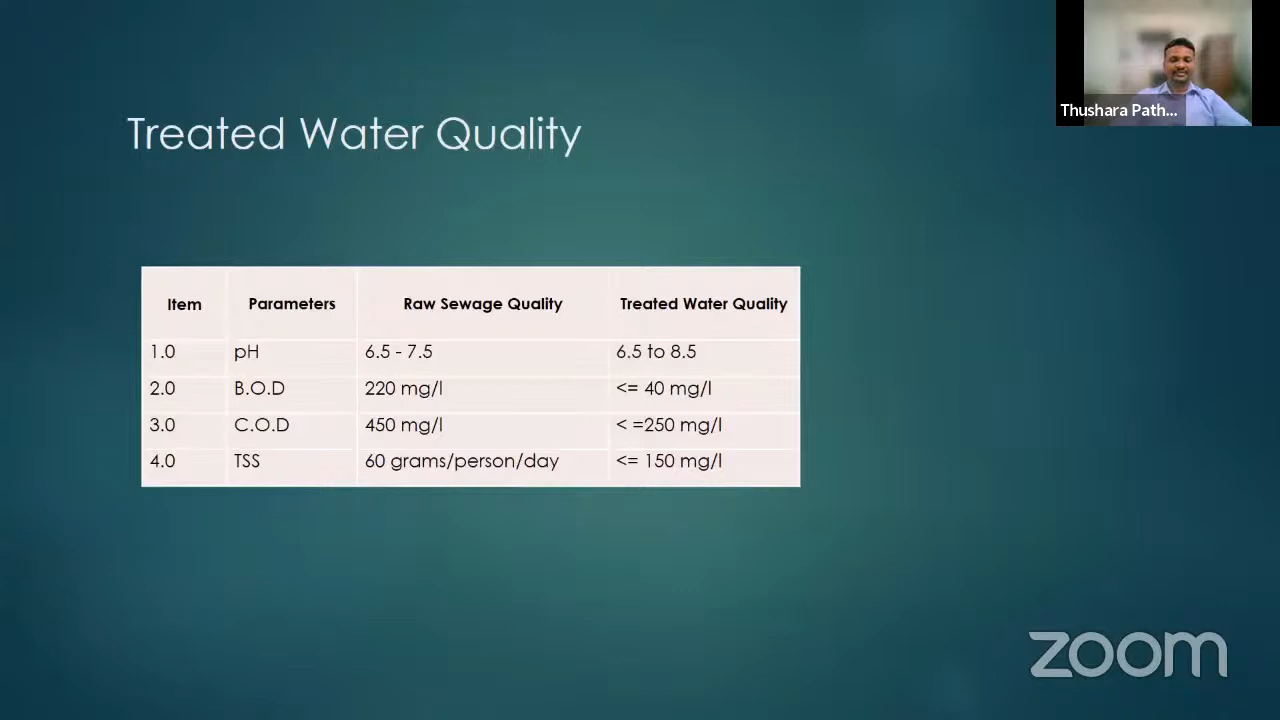 Thushara Path...
Treated Water Quality
Item Parameters Raw Sewage Quality Treated Water Quality
1.0 pH 6.5 - 7.5 6.5 to 8.5
2.0 B.O.D 220 mg/l <= 40 mg/l
3.0 C.O.D 450 mg/l < =250 mg/l
4.0 TSS 60 grams/person/day <= 150 mg/l
zoom